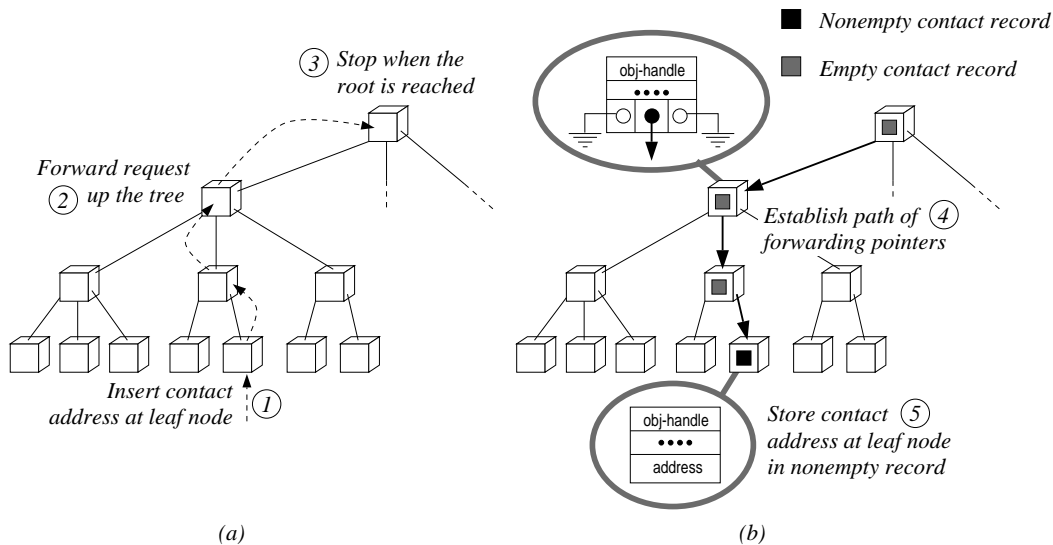 3 Stop when the
root is reached
Forward request
2 up the tree
Insert contact
address at leaf node
1
(a)
Nonempty contact record
Empty contact record
obj-handle
Establish path of 4
forwarding pointers
obj-handle
address
Store contact 5
address at leaf node
in nonempty record
(b)